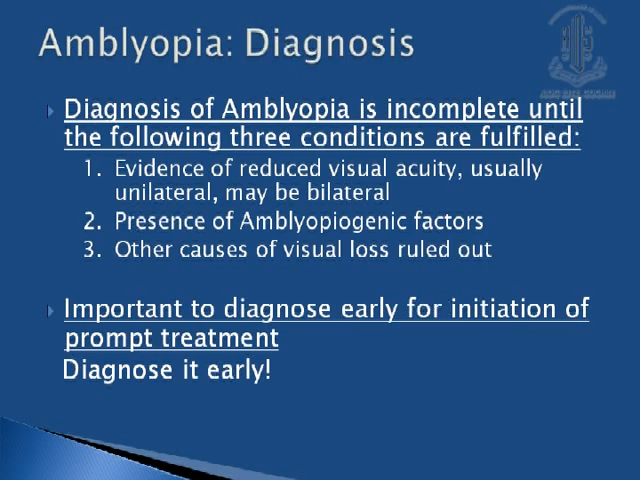 Amblyopia: Diagnosis
Diagnosis of Amblyopia is incomplete until
the following three conditions are fulfilled:
1. Evidence of reduced visual acuity, usually
unilateral, may be bilateral
2. Presence of Amblyopiogenic factors
3. Other causes of visual loss ruled out
Important to diagnose early for initiation of
prompt treatment
Diagnose it early!